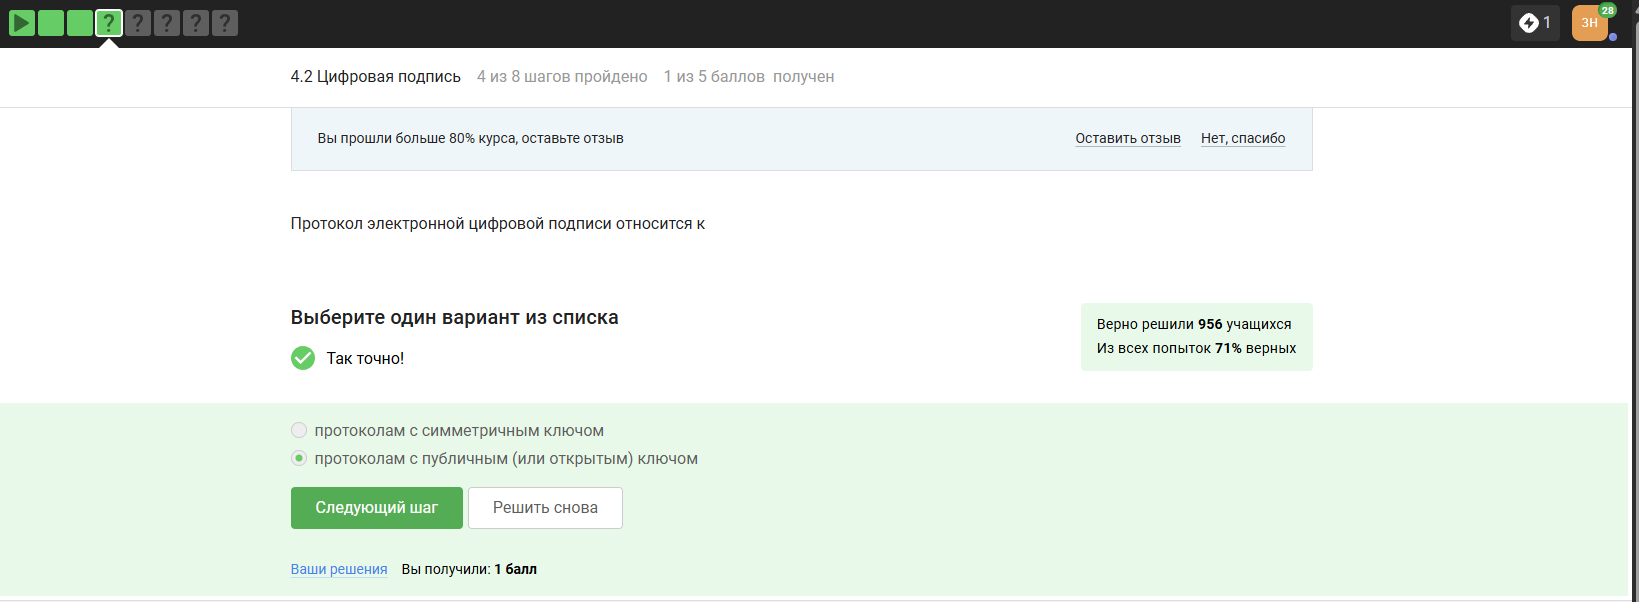 ? ? ? ? ? 1 ЗН 28
4.2 Цифровая подпись 4 из 8 шагов пройдено 1 из 5 баллов получен
Вы прошли больше 80% курса, оставьте отзыв Оставить отзыв Нет, спасибо
Протокол электронной цифровой подписи относится к
Выберите один вариант из списка
Верно решили 956 учащихся
Из всех попыток 71% верных
Так точно!
протоколам с симметричным ключом
протоколам с публичным (или открытым) ключом
Следующий шаг Решить снова
Ваши решения Вы получили: 1 балл